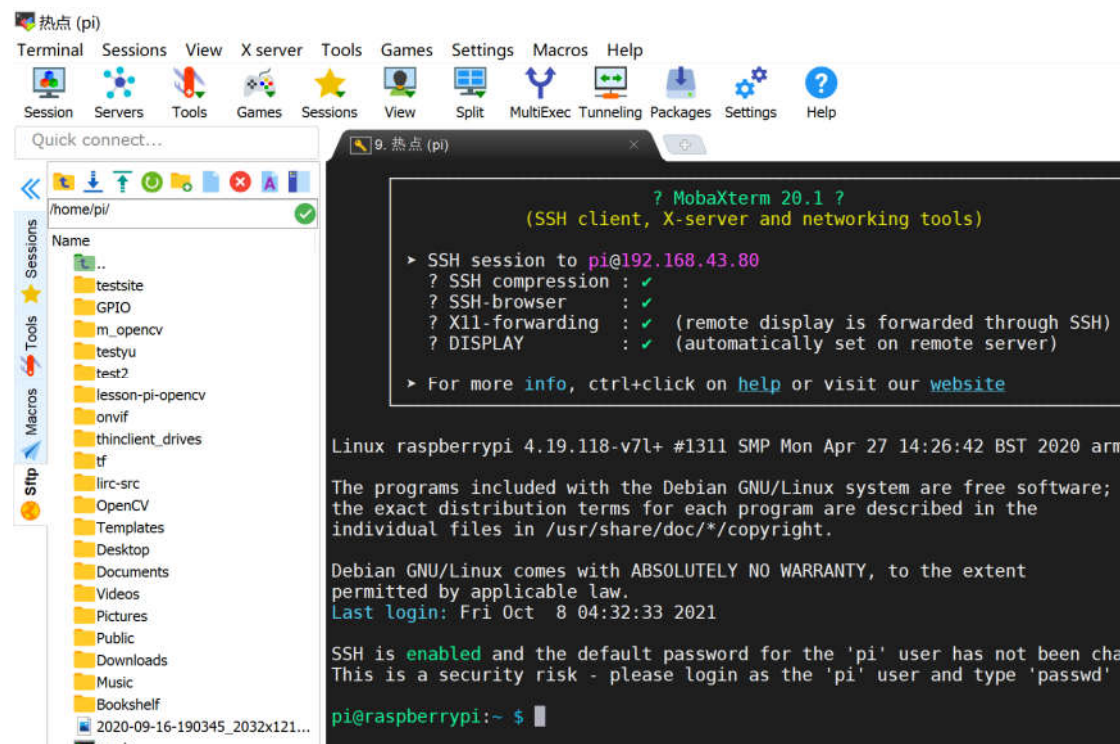 热点 (pi)
Terminal Sessions View X server Tools Games Settings Macros Help
Session Servers Tools Games Sessions View Split MultiExec Tunneling Packages Settings Help
Quick connect...
9. 热点 (pi)
/home/pi/
Name
..
testsite
GPIO
m_opencv
testyu
test2
lesson-pi-opencv
onvif
thinclient_drives
tf
lirc-src
OpenCV
Templates
Desktop
Documents
Videos
Pictures
Public
Downloads
Music
Bookshelf
2020-09-16-190345_2032x121...
Sessions
Tools
Macros
Sftp
? MobaXterm 20.1 ?
(SSH client, X-server and networking tools)
➤ SSH session to pi@192.168.43.80
? SSH compression : ✔
? SSH-browser : ✔
? X11-forwarding : ✔ (remote display is forwarded through SSH)
? DISPLAY : ✔ (automatically set on remote server)
➤ For more info, ctrl+click on help or visit our website
Linux raspberrypi 4.19.118-v7l+ #1311 SMP Mon Apr 27 14:26:42 BST 2020 arm
The programs included with the Debian GNU/Linux system are free software;
the exact distribution terms for each program are described in the
individual files in /usr/share/doc/*/copyright.
Debian GNU/Linux comes with ABSOLUTELY NO WARRANTY, to the extent
permitted by applicable law.
Last login: Fri Oct 8 04:32:33 2021
SSH is enabled and the default password for the 'pi' user has not been cha
This is a security risk - please login as the 'pi' user and type 'passwd'
pi@raspberrypi:~ $